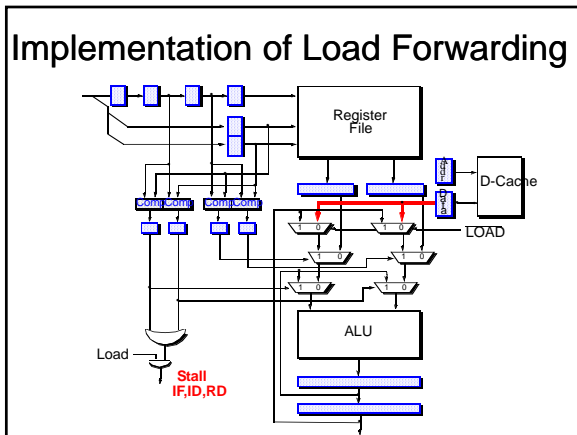 Implementation of Load Forwarding
Register
File
Addr
D-Cache
Data
Comp Comp Comp Comp
1 0 1 0
LOAD
1 0 1 0
1 0 1 0
ALU
Load
Stall
IF,ID,RD